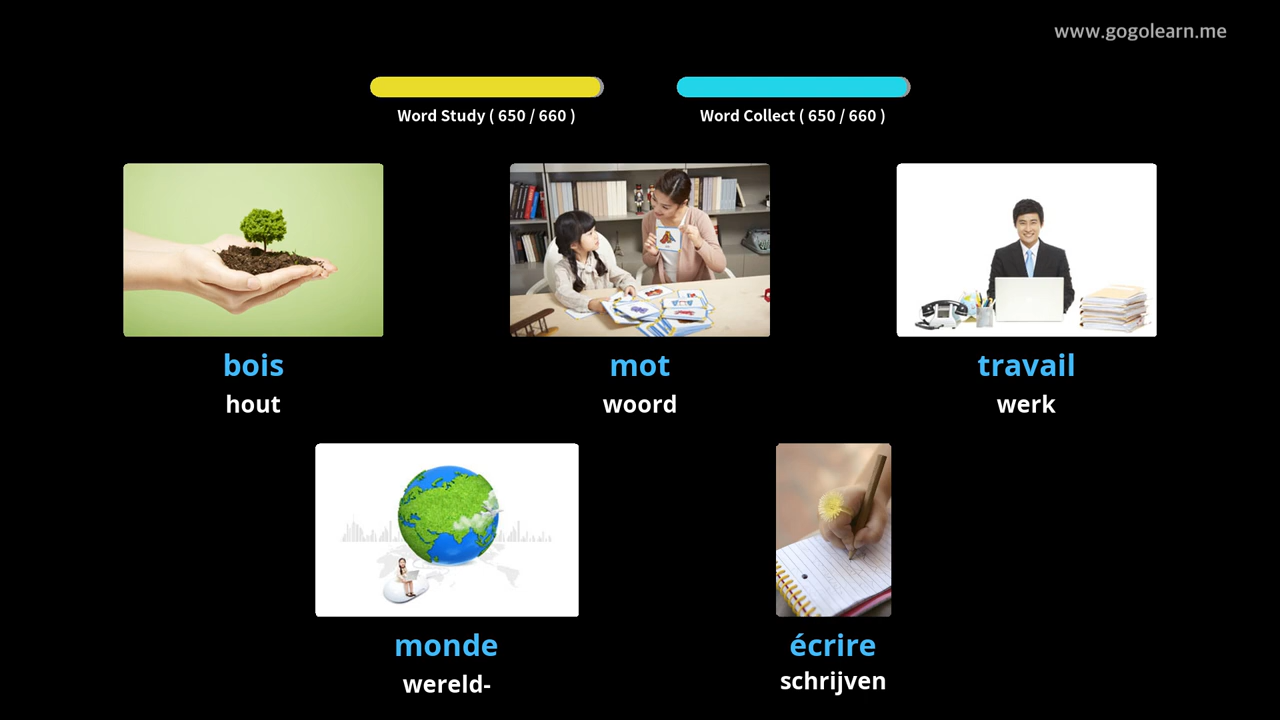 www.gogolearn.me
Word Study ( 650 / 660 )
Word Collect ( 650 / 660 )
bois
hout
mot
woord
travail
werk
monde
wereld-
écrire
schrijven